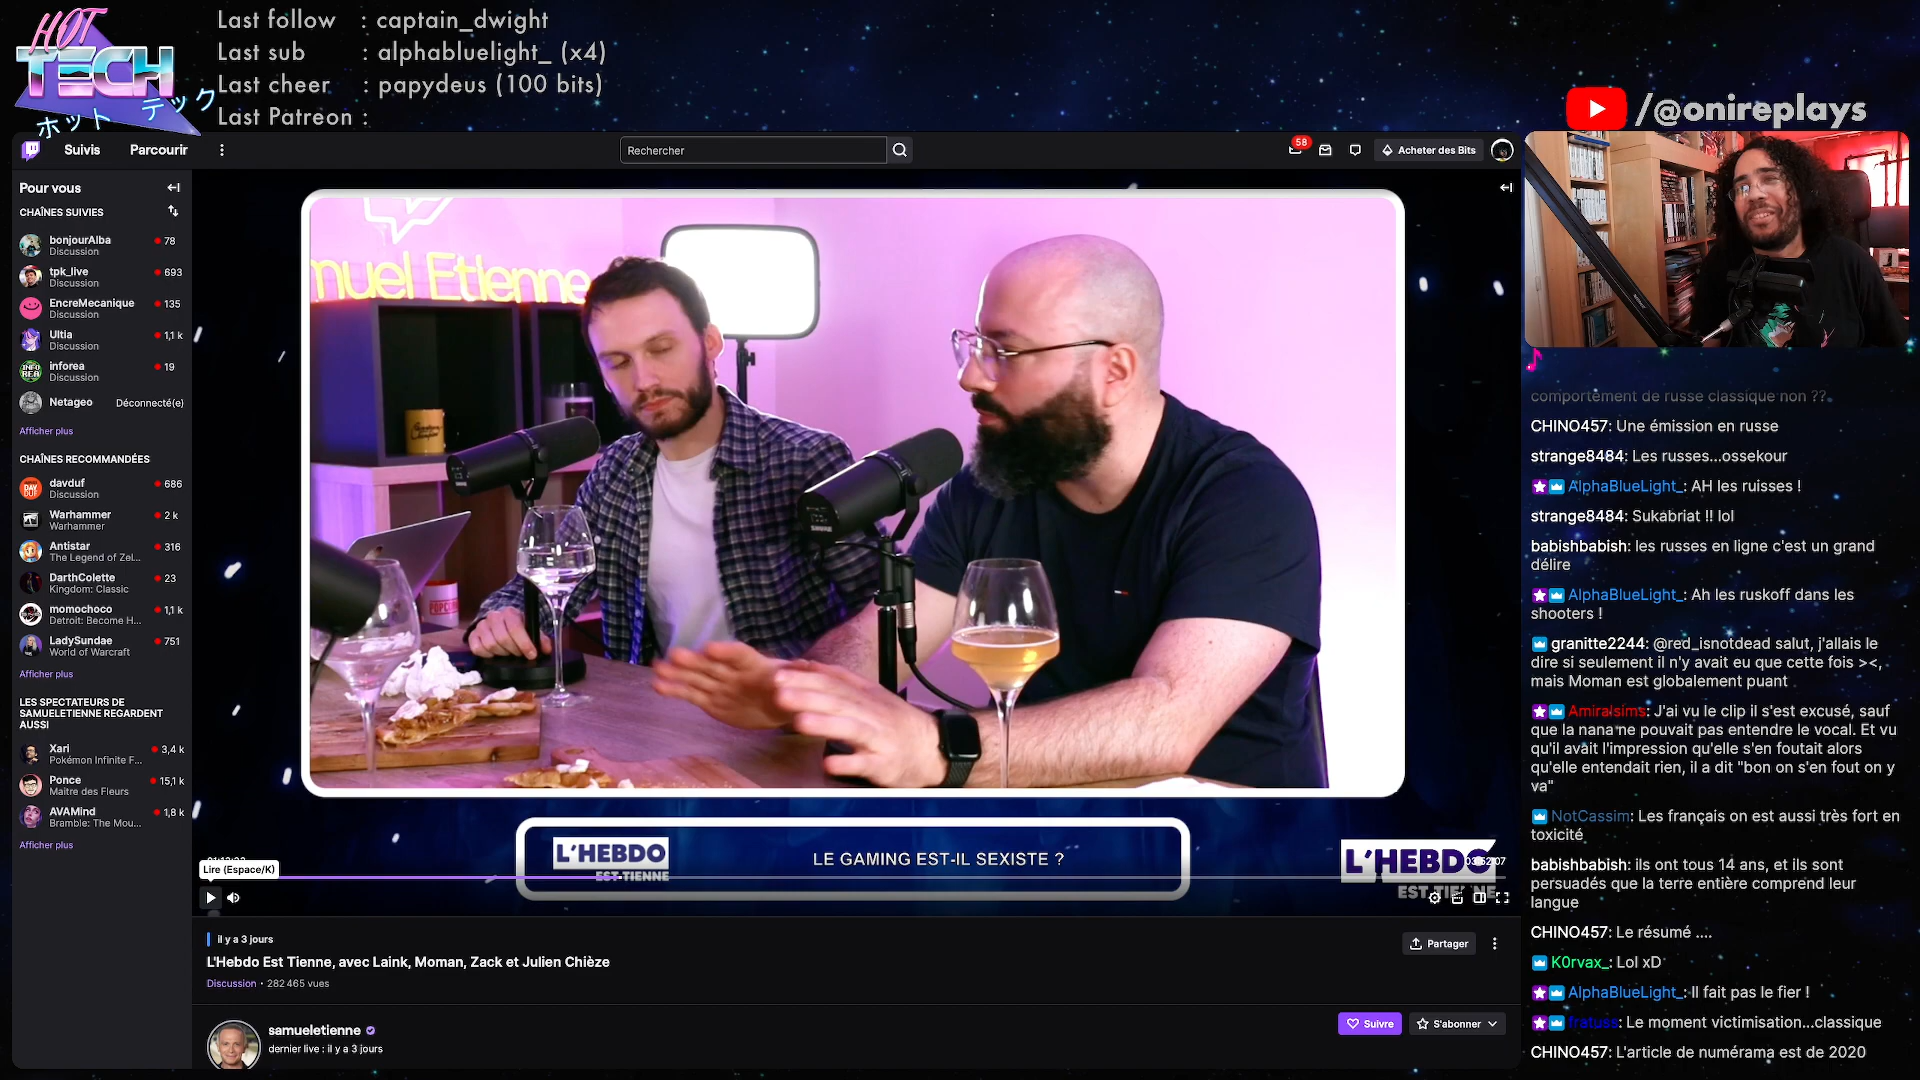 HOT
TECH
ホット テック
Last follow : captain_dwight
Last sub : alphabluelight_ (x4)
Last cheer : papydeus (100 bits)
Last Patreon :
/@onireplays
Suivis
Parcourir
Rechercher
58
Acheter des Bits
Pour vous
CHAÎNES SUIVIES
bonjourAlba
78
Discussion
tpk_live
693
Discussion
EncreMecanique
135
Discussion
Ultia
1,1 k
Discussion
inforea
19
Discussion
Netageo
Déconnecté(e)
Afficher plus
CHAÎNES RECOMMANDÉES
davduf
686
Discussion
Warhammer
2 k
Warhammer
Antistar
316
The Legend of Zel...
DarthColette
23
Kingdom: Classic
momochoco
1,1 k
Detroit: Become H...
LadySundae
751
World of Warcraft
Afficher plus
LES SPECTATEURS DE
SAMUELETIENNE REGARDENT
AUSSI
Xari
3,4 k
Pokémon Infinite F...
Ponce
15,1 k
Maitre des Fleurs
AVAMind
1,8 k
Bramble: The Mou...
Afficher plus
muel Etienne
L'HEBDO
EST-TIENNE
LE GAMING EST-IL SEXISTE ?
L'HEBDO
EST-TIENNE
03:52:07
Lire (Espace/K)
il y a 3 jours
L'Hebdo Est Tienne, avec Laink, Moman, Zack et Julien Chièze
Discussion • 282 465 vues
Partager
samueletienne
dernier live : il y a 3 jours
Suivre
S'abonner
comportement de russe classique non ??
CHINO457: Une émission en russe
strange8484: Les russes...ossekour
AlphaBlueLight_: AH les ruisses !
strange8484: Sukabriat !! lol
babishbabish: les russes en ligne c'est un grand
délire
AlphaBlueLight_: Ah les ruskoff dans les
shooters !
granitte2244: @red_isnotdead salut, j'allais le
dire si seulement il n'y avait eu que cette fois ><,
mais Moman est globalement puant
Amiralsims: J'ai vu le clip il s'est excusé, sauf
que la nana ne pouvait pas entendre le vocal. Et vu
qu'il avait l'impression qu'elle s'en foutait alors
qu'elle entendait rien, il a dit "bon on s'en fout on y
va"
NotCassim: Les français on est aussi très fort en
toxicité
babishbabish: ils ont tous 14 ans, et ils sont
persuadés que la terre entière comprend leur
langue
CHINO457: Le résumé ....
K0rvax_: Lol xD
AlphaBlueLight_: Il fait pas le fier !
fratuss: Le moment victimisation...classique
CHINO457: L'article de numérama est de 2020